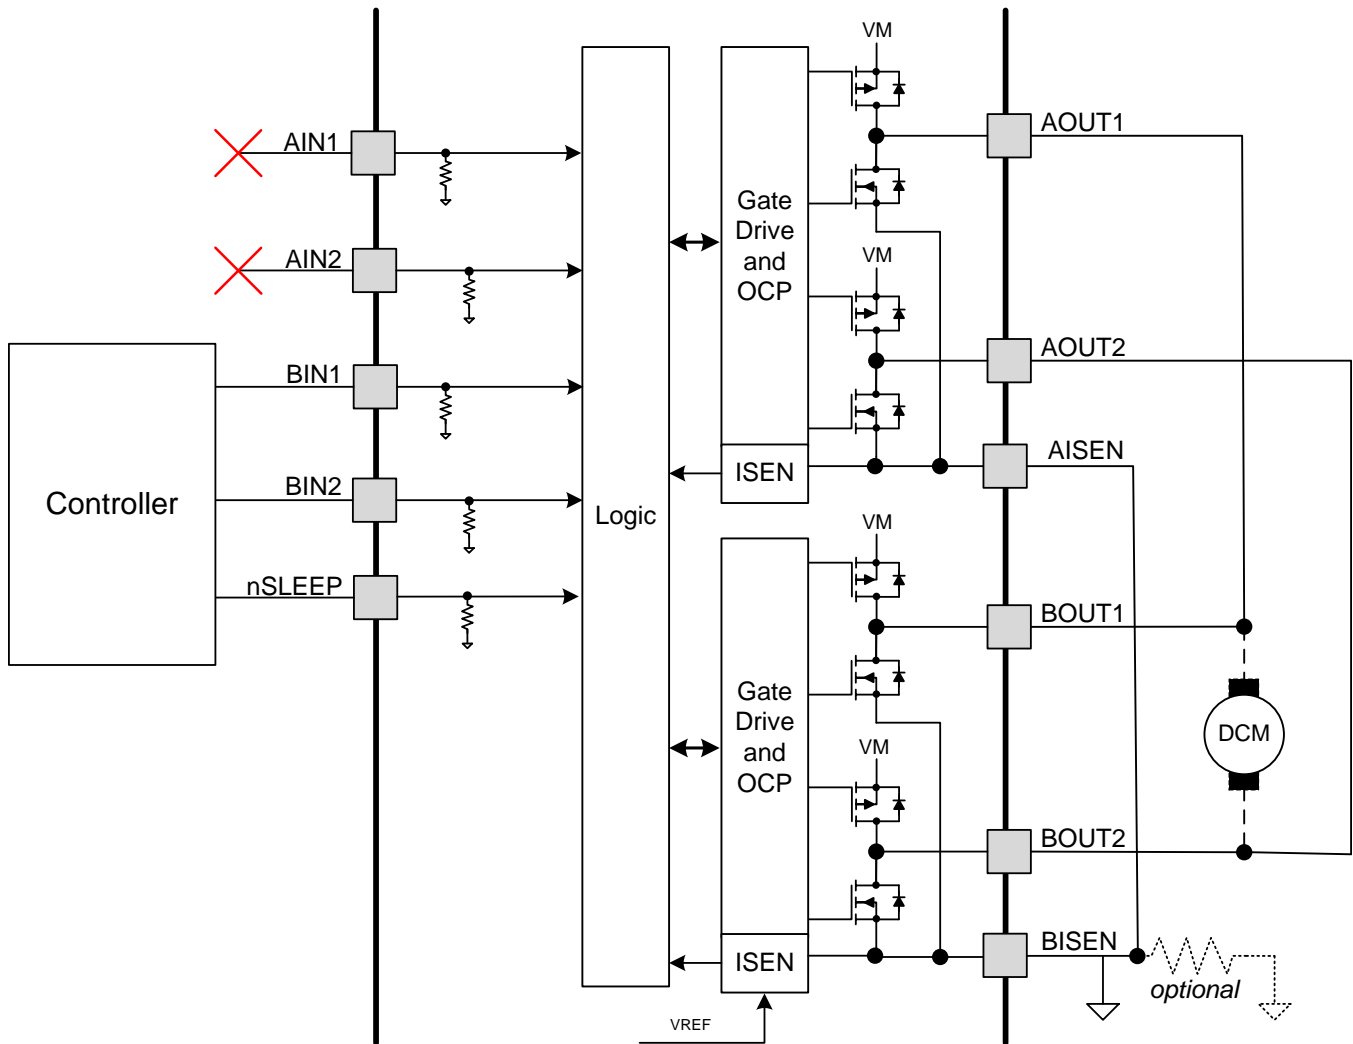 VM
AIN1
AOUT1
Gate
Drive
and
OCP
AIN2
VM
AOUT2
BIN1
AISEN
ISEN
Controller
BIN2
Logic
VM
nSLEEP
BOUT1
Gate
Drive
and
OCP
DCM
VM
BOUT2
BISEN
ISEN
optional
VREF